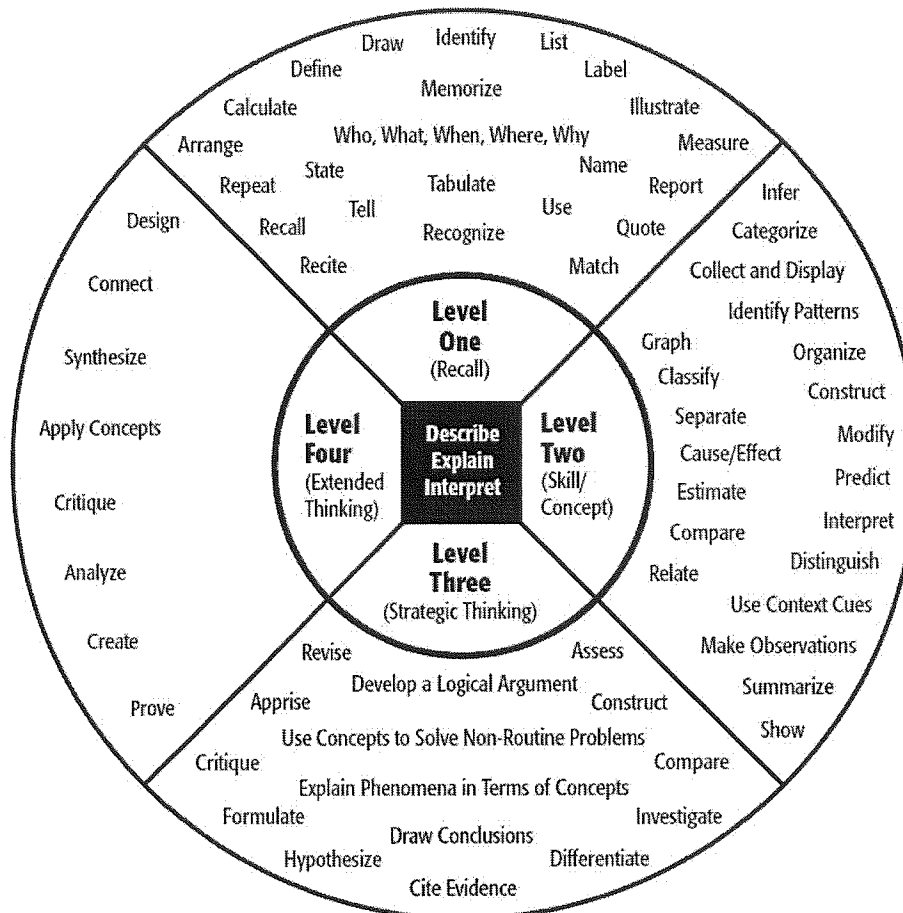 Draw
Identify
List
Define
Label
Memorize
Calculate
Illustrate
Who, What, When, Where, Why
Arrange
Measure
State
Name
Repeat
Tabulate
Report
Tell
Use
Recall
Recognize
Quote
Recite
Match
Level
One
(Recall)
Infer
Categorize
Collect and Display
Identify Patterns
Graph
Organize
Classify
Construct
Separate
Modify
Cause/Effect
Predict
Estimate
Interpret
Compare
Distinguish
Relate
Use Context Cues
Make Observations
Summarize
Show
Level
Two
(Skill/
Concept)
Describe
Explain
Interpret
Level
Three
(Strategic Thinking)
Revise
Assess
Develop a Logical Argument
Apprise
Construct
Use Concepts to Solve Non-Routine Problems
Critique
Compare
Explain Phenomena in Terms of Concepts
Formulate
Investigate
Draw Conclusions
Hypothesize
Differentiate
Cite Evidence
Level
Four
(Extended
Thinking)
Design
Connect
Synthesize
Apply Concepts
Critique
Analyze
Create
Prove